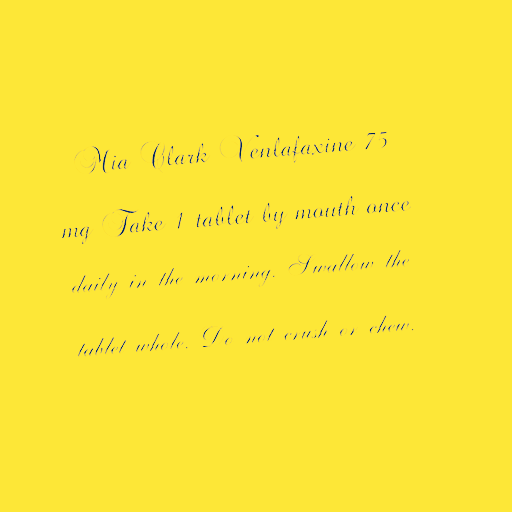 Mia Clark Venlafaxine 75
mg Take 1 tablet by mouth once
daily in the morning. Swallow the
tablet whole. Do not crush or chew.